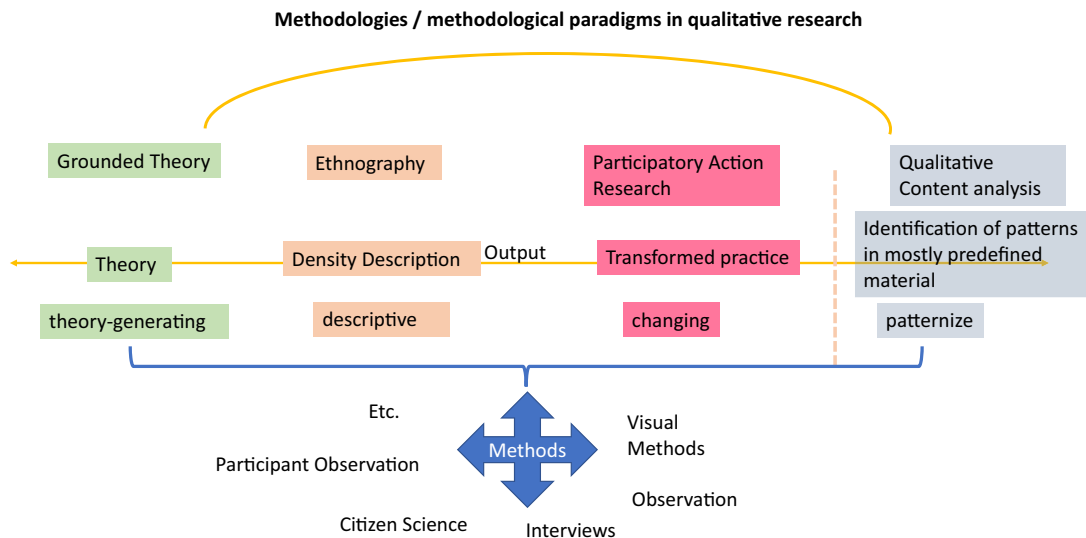 Methodologies / methodological paradigms in qualitative research
Grounded Theory
Ethnography
Participatory Action
Research
Qualitative
Content analysis
Theory
Density Description
Output
Transformed practice
Identification of patterns
in mostly predefined
material
theory-generating
descriptive
changing
patternize
Etc.
Visual
Methods
Methods
Participant Observation
Observation
Citizen Science
Interviews